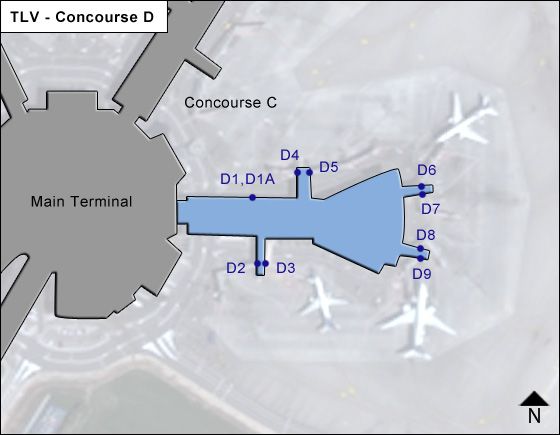 TLV - Concourse D
Concourse C
D4
D5
D1,D1A
D6
D7
Main Terminal
D8
D2
D3
D9
N